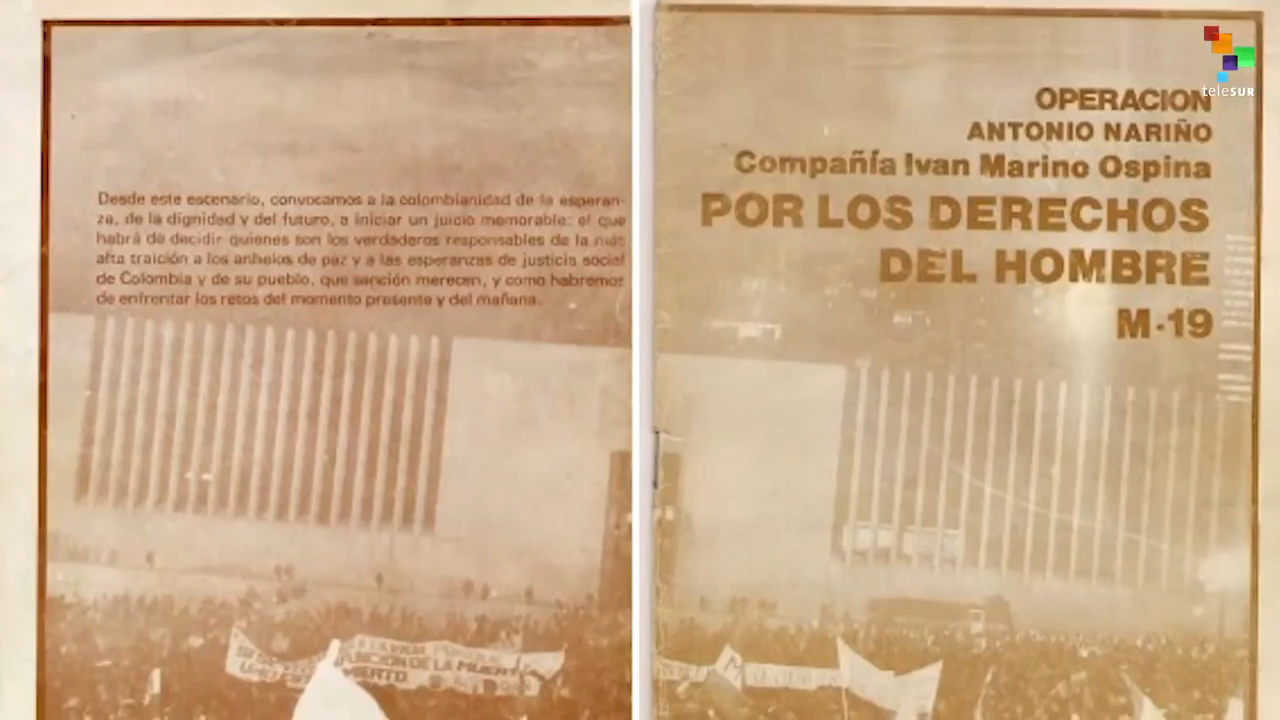 Desde este escenario, convocamos a la colombianidad de la esperan-
za, de la dignidad y del futuro, a iniciar un juicio memorable: el que
habrá de decidir quienes son los verdaderos responsables de la más
alta traición a los anhelos de paz y a las esperanzas de justicia social
de Colombia y de su pueblo, que sanción merecen, y como habremos
de enfrentar los retos del momento presente y del mañana.
DE LA MUERTE
OPERACION
ANTONIO NARIÑO
Compañía Ivan Marino Ospina
POR LOS DERECHOS
DEL HOMBRE
M-19
teleSUR